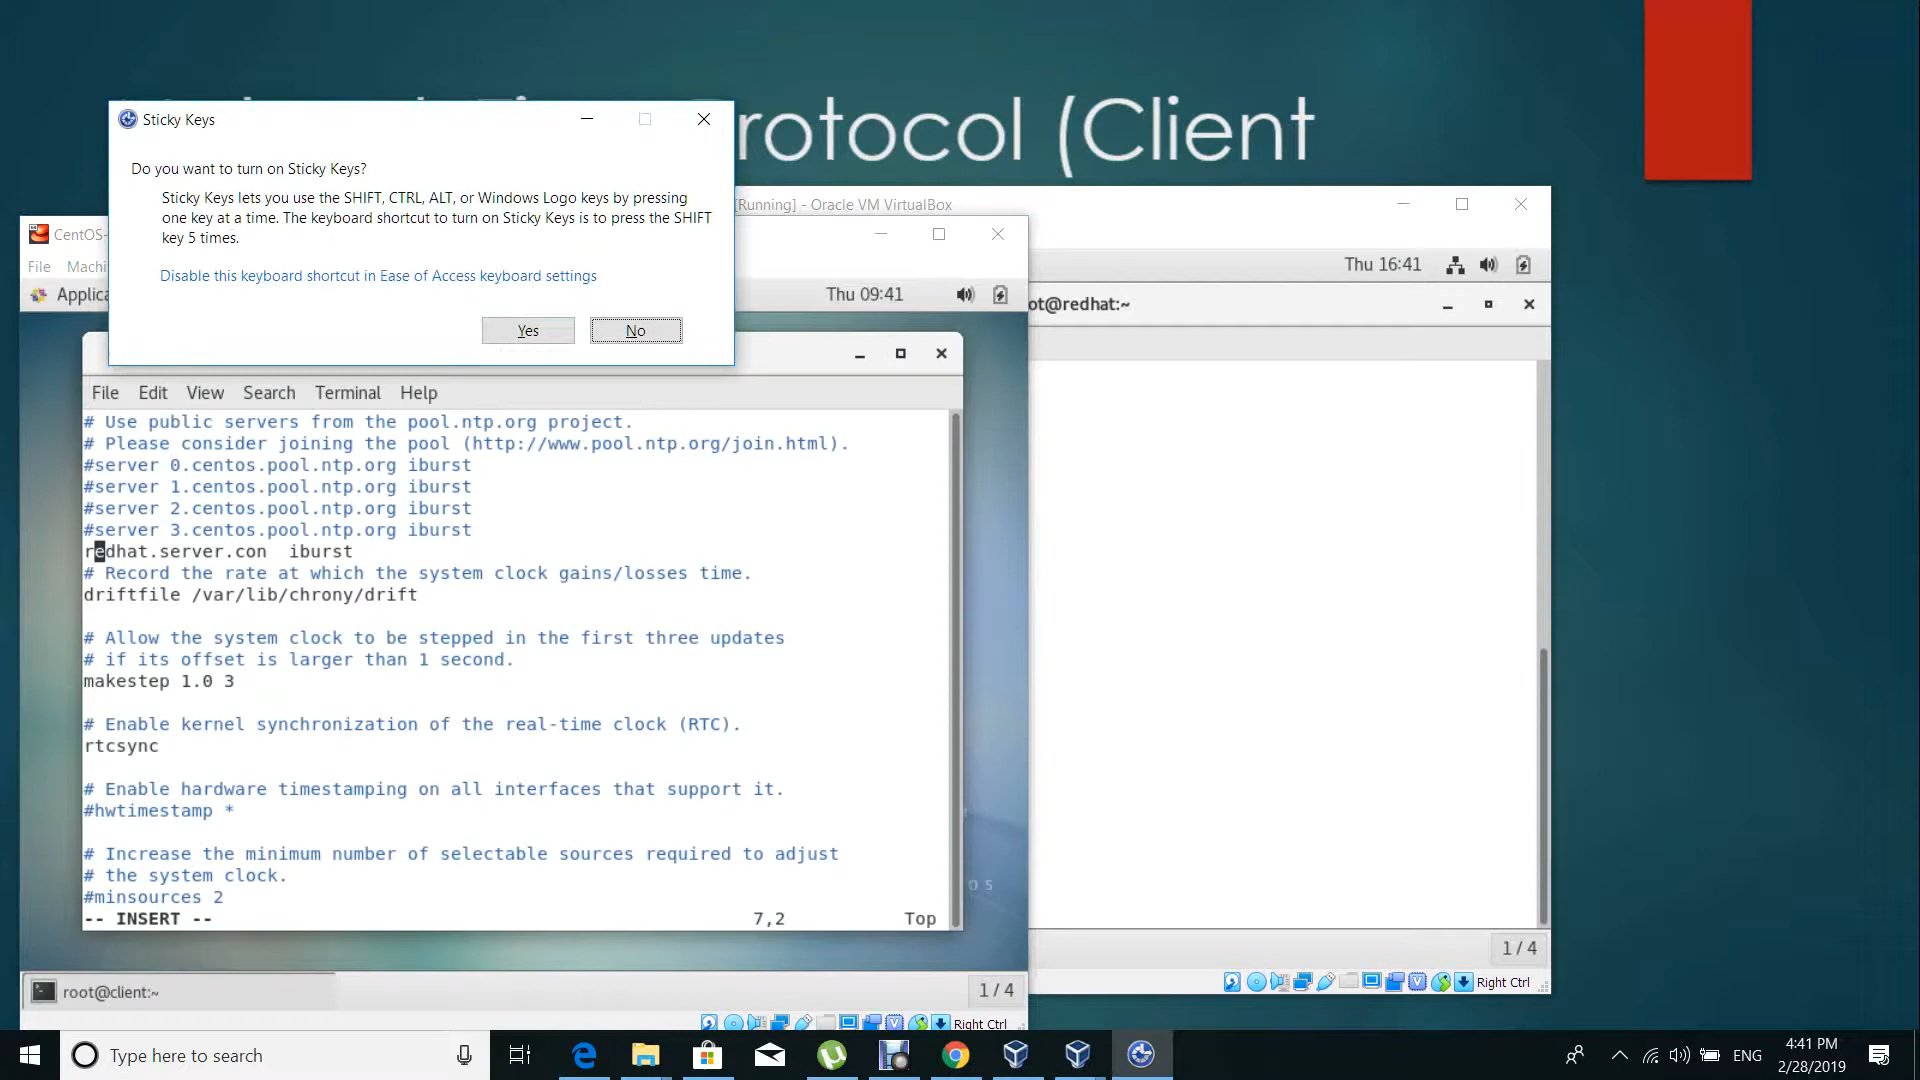 rotocol (Client
Sticky Keys
Do you want to turn on Sticky Keys?
Sticky Keys lets you use the SHIFT, CTRL, ALT, or Windows Logo keys by pressing
one key at a time. The keyboard shortcut to turn on Sticky Keys is to press the SHIFT
key 5 times.
Disable this keyboard shortcut in Ease of Access keyboard settings
Yes
No
[Running] - Oracle VM VirtualBox
Thu 16:41
ot@redhat:~
1 / 4
Right Ctrl
CentOS-
File Machi
Applica
Thu 09:41
File Edit View Search Terminal Help
# Use public servers from the pool.ntp.org project.
# Please consider joining the pool (http://www.pool.ntp.org/join.html).
#server 0.centos.pool.ntp.org iburst
#server 1.centos.pool.ntp.org iburst
#server 2.centos.pool.ntp.org iburst
#server 3.centos.pool.ntp.org iburst
redhat.server.con  iburst
# Record the rate at which the system clock gains/losses time.
driftfile /var/lib/chrony/drift
# Allow the system clock to be stepped in the first three updates
# if its offset is larger than 1 second.
makestep 1.0 3
# Enable kernel synchronization of the real-time clock (RTC).
rtcsync
# Enable hardware timestamping on all interfaces that support it.
#hwtimestamp *
# Increase the minimum number of selectable sources required to adjust
# the system clock.
#minsources 2
-- INSERT -- 7,2 Top
root@client:~
1 / 4
Right Ctrl
Type here to search
ENG
4:41 PM
2/28/2019